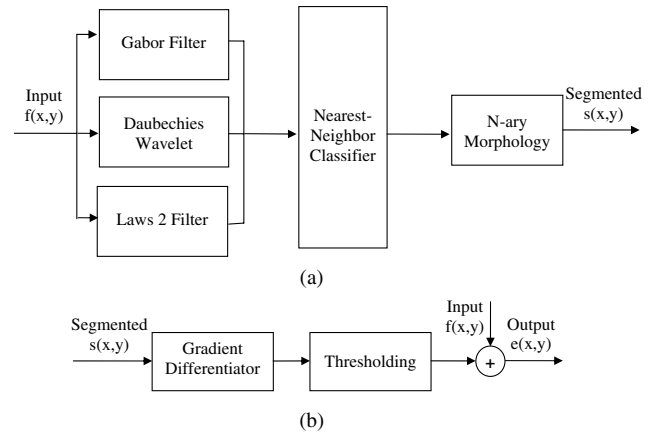 Gabor Filter
Input
f(x,y)
Daubechies
Wavelet
Laws 2 Filter
Nearest-
Neighbor
Classifier
N-ary
Morphology
Segmented
s(x,y)
(a)
Segmented
s(x,y)
Gradient
Differentiator
Thresholding
Input
f(x,y)
+
Output
e(x,y)
(b)